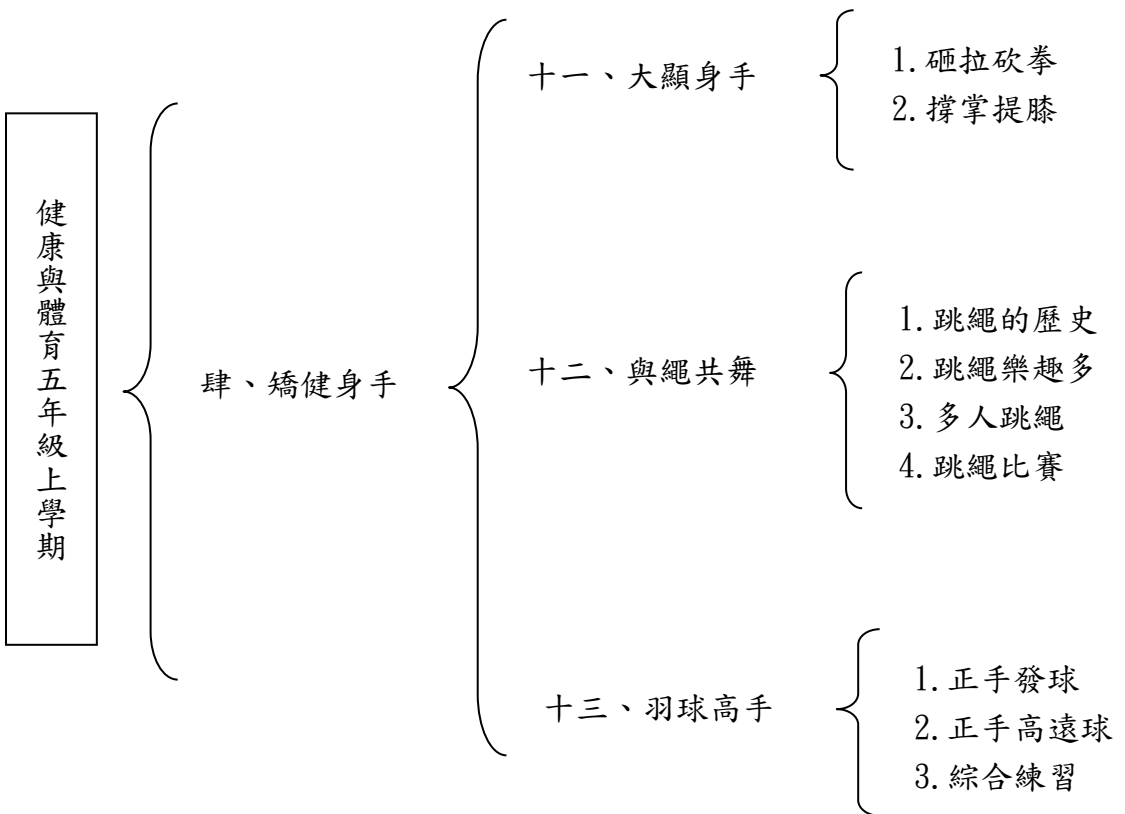 健康與體育五年級上學期
肆、矯健身手
十一、大顯身手
1.砸拉砍拳
2.撐掌提膝
十二、與繩共舞
1.跳繩的歷史
2.跳繩樂趣多
3.多人跳繩
4.跳繩比賽
十三、羽球高手
1.正手發球
2.正手高遠球
3.綜合練習